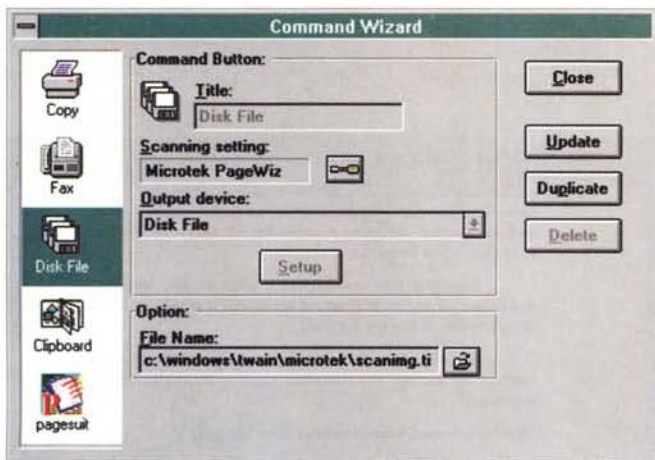 Command Wizard
Copy
Fax
Disk File
Clipboard
pagesuit
Command Button:
Title:
Disk File
Scanning setting:
Microtek PageWiz
Output device:
Disk File
Setup
Option:
File Name:
c:\windows\twain\microtek\scanimg.ti
Close
Update
Duplicate
Delete